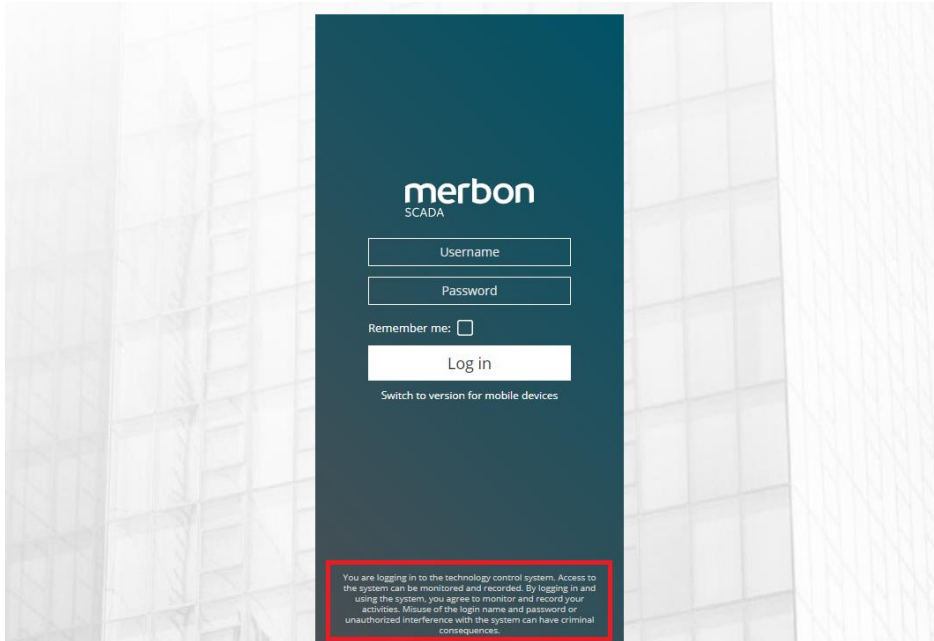 merbon
SCADA
Username
Password
Remember me:
Log in
Switch to version for mobile devices
You are logging in to the technology control system. Access to
the system can be monitored and recorded. By logging in and
using the system, you agree to monitor and record your
activities. Misuse of the login name and password or
unauthorized interference with the system can have criminal
consequences.